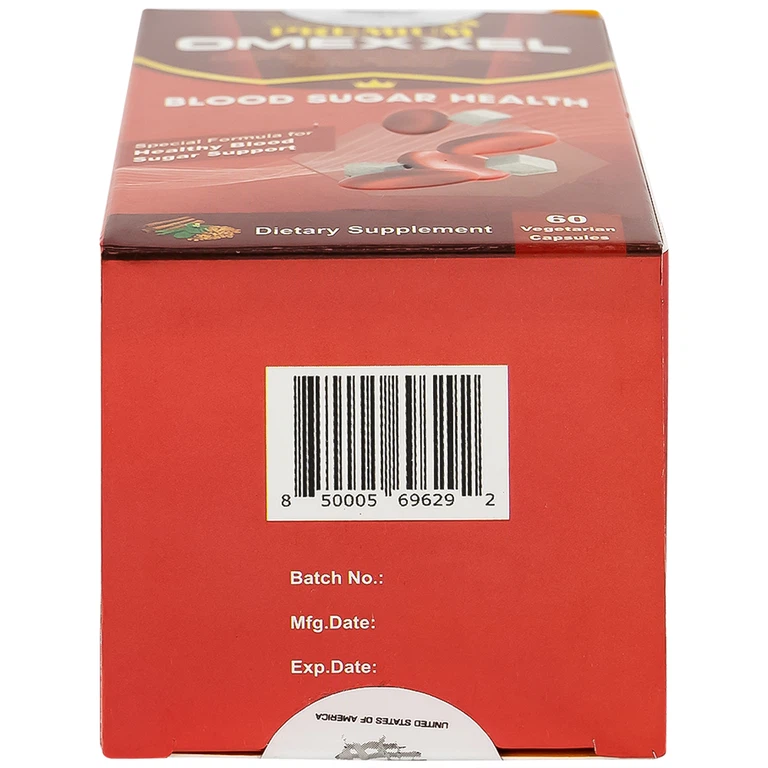 PREMIUM
OMEXXEL
BLOOD SUGAR HEALTH
Special Formula for
Healthy Blood
Sugar Support
Dietary Supplement
60
Vegetarian
Capsules
8 50005 69629 2
Batch No.:
Mfg.Date:
Exp.Date:
UNITED STATES OF AMERICA